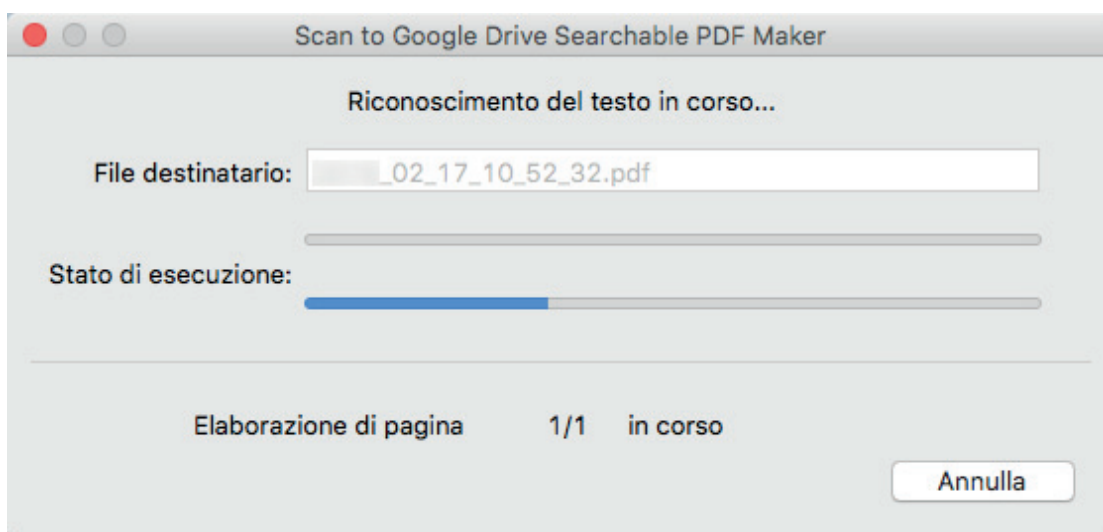 Scan to Google Drive Searchable PDF Maker
Riconoscimento del testo in corso...
File destinatario: _02_17_10_52_32.pdf
Stato di esecuzione:
Elaborazione di pagina 1/1 in corso
Annulla